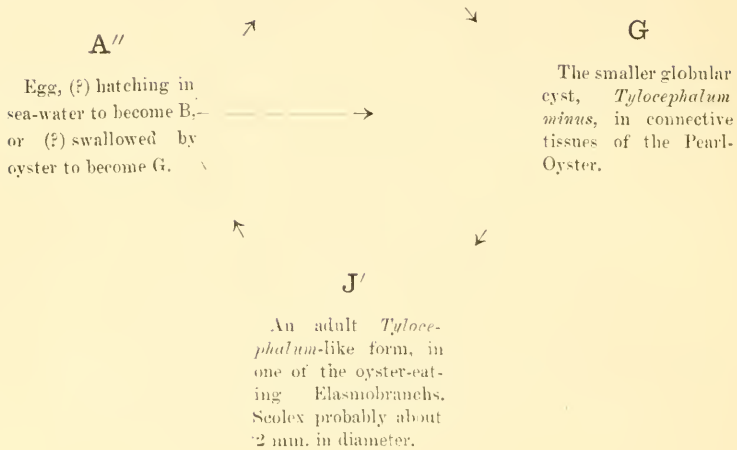 A″
Egg, (?) hatching in
sea-water to become B,
or (?) swallowed by
oyster to become G.
G
The smaller globular
cyst, Tylocephalum
minus, in connective
tissues of the Pearl-
Oyster.
J′
An adult Tyloce-
phalum-like form, in
one of the oyster-eat-
ing Elasmobranchs.
Scolex probably about
2 mm. in diameter.